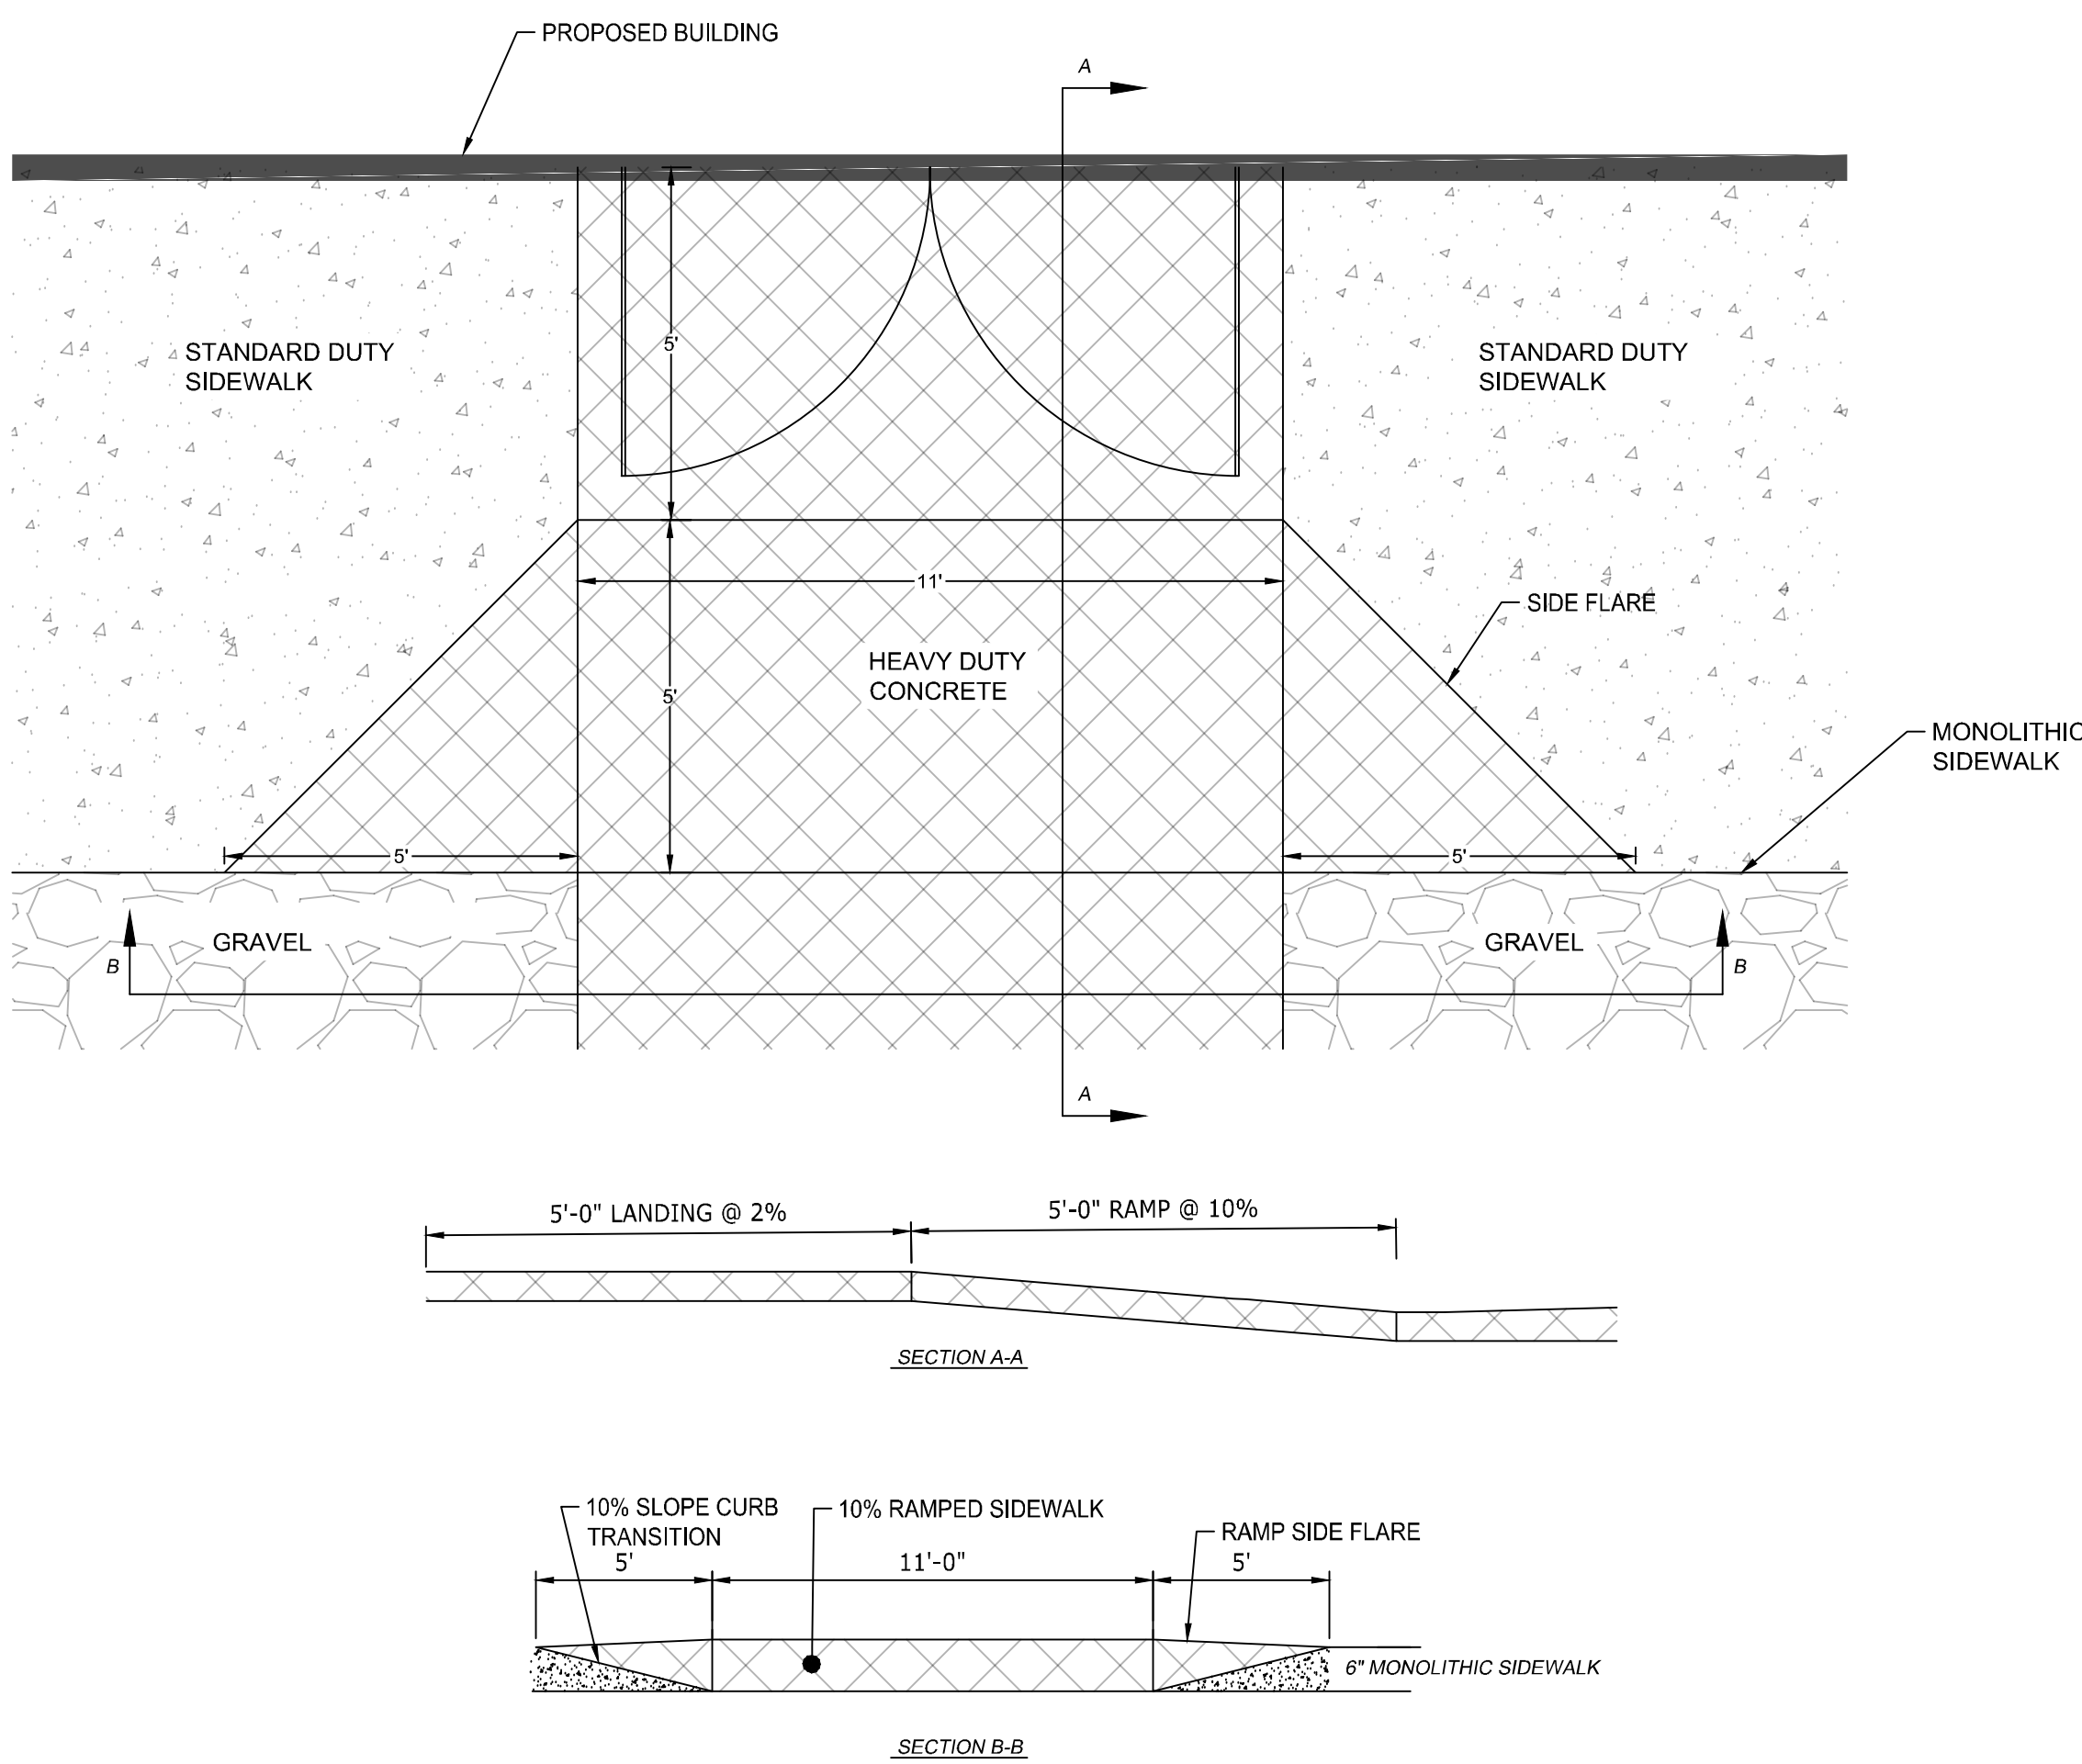 PROPOSED BUILDING
A
STANDARD DUTY
SIDEWALK
5'
STANDARD DUTY
SIDEWALK
11'
SIDE FLARE
HEAVY DUTY
CONCRETE
5'
MONOLITHIC
SIDEWALK
5'
5'
GRAVEL
GRAVEL
B
B
A
5'-0" LANDING @ 2%
5'-0" RAMP @ 10%
SECTION A-A
10% SLOPE CURB
TRANSITION
10% RAMPED SIDEWALK
RAMP SIDE FLARE
5'
11'-0"
5'
6" MONOLITHIC SIDEWALK
SECTION B-B